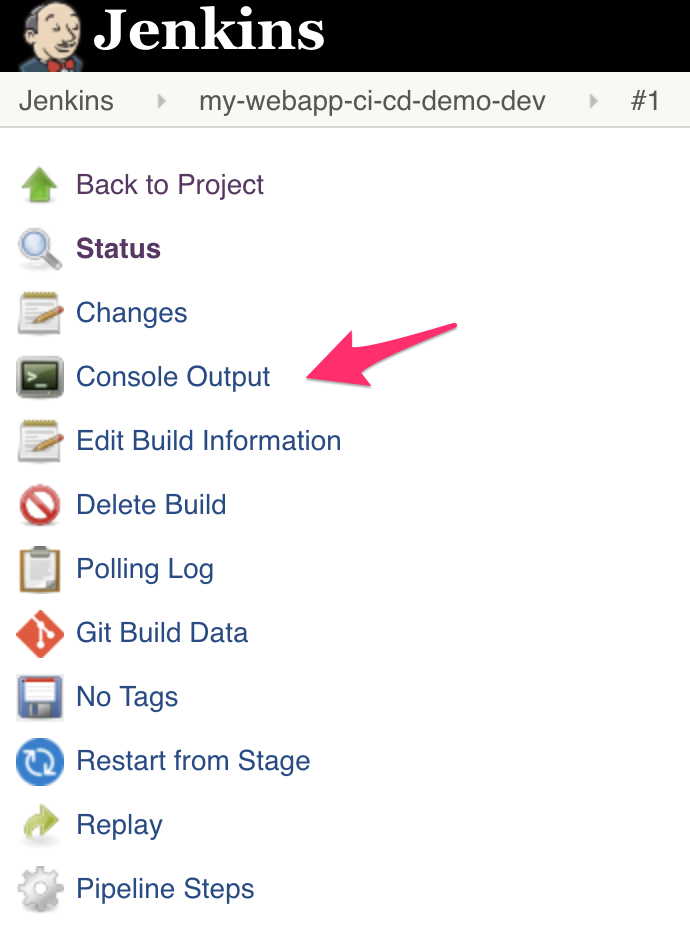 Jenkins
Jenkins my-webapp-ci-cd-demo-dev #1
Back to Project
Status
Changes
>_
Console Output
Edit Build Information
Delete Build
Polling Log
Git Build Data
No Tags
Restart from Stage
Replay
Pipeline Steps